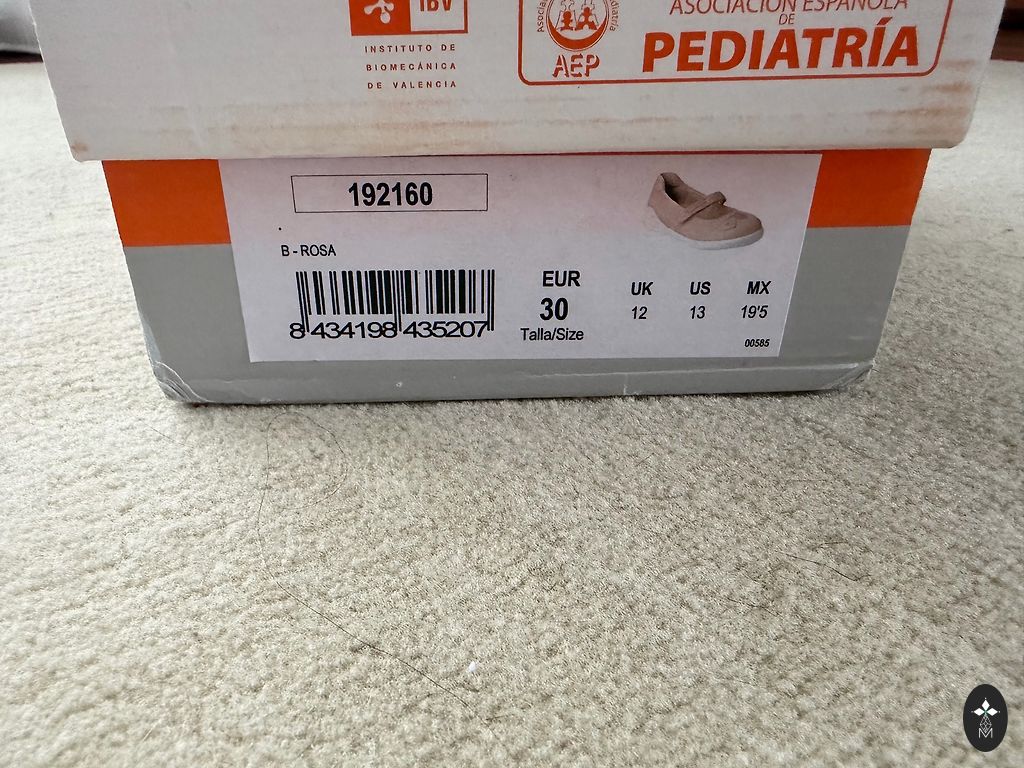 IBV
INSTITUTO DE
BIOMECÁNICA
DE VALENCIA
AEP
ASOCIACIÓN ESPAÑOLA
DE
PEDIATRÍA
192160
B - ROSA
8 434198 435207
EUR
30
Talla/Size
UK
12
US
13
MX
19'5
00585
M